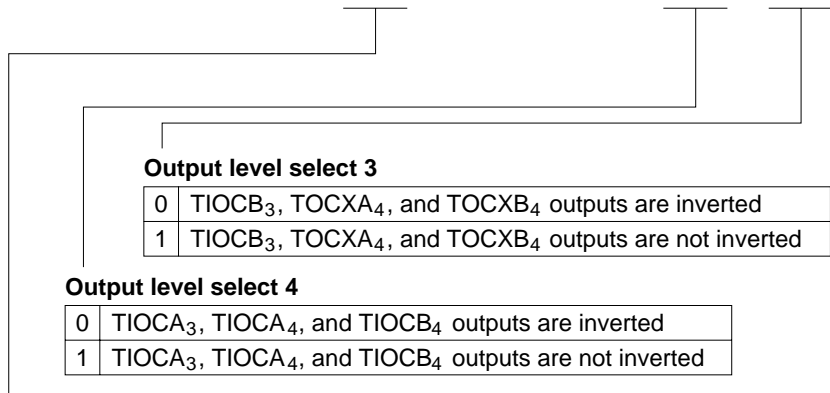 Output level select 3
0 TIOCB₃, TOCXA₄, and TOCXB₄ outputs are inverted
1 TIOCB₃, TOCXA₄, and TOCXB₄ outputs are not inverted
Output level select 4
0 TIOCA₃, TIOCA₄, and TIOCB₄ outputs are inverted
1 TIOCA₃, TIOCA₄, and TIOCB₄ outputs are not inverted